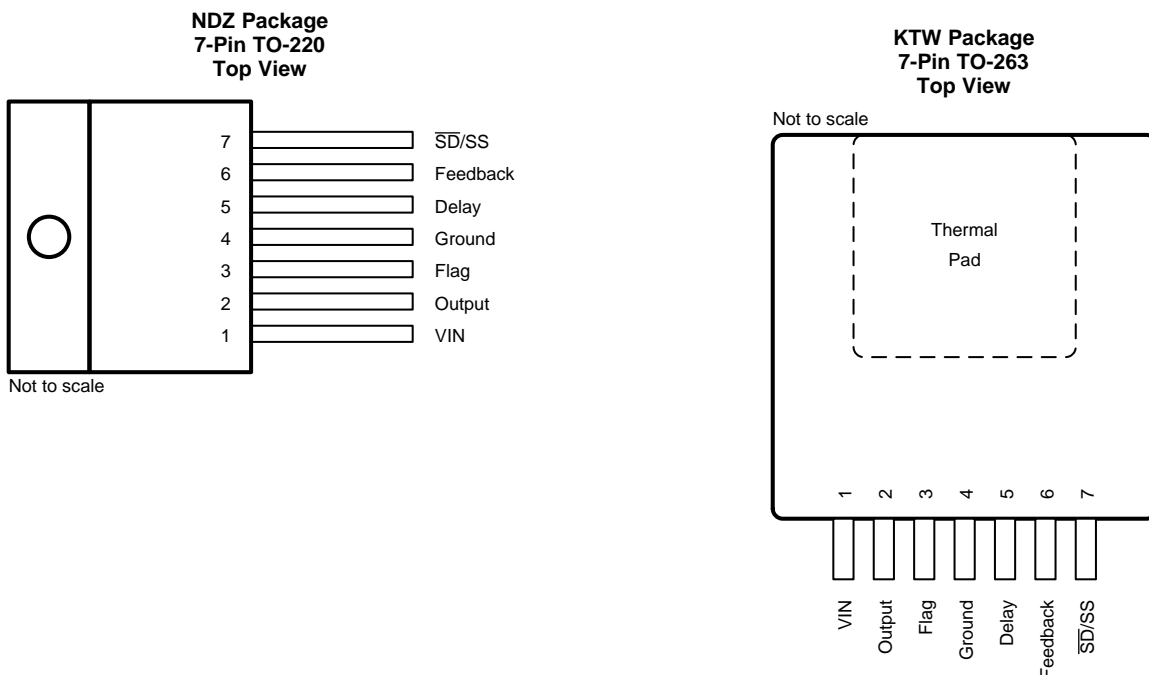 NDZ Package
7-Pin TO-220
Top View
7 S̅D̅/SS
6 Feedback
5 Delay
4 Ground
3 Flag
2 Output
1 VIN
Not to scale
KTW Package
7-Pin TO-263
Top View
Not to scale
Thermal
Pad
1
2
3
4
5
6
7
VIN
Output
Flag
Ground
Delay
Feedback
S̅D̅/SS